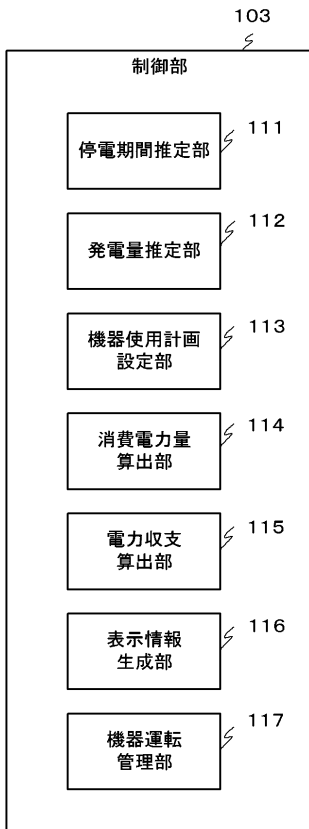 103
制御部
停電期間推定部
111
発電量推定部
112
機器使用計画
設定部
113
消費電力量
算出部
114
電力収支
算出部
115
表示情報
生成部
116
機器運転
管理部
117